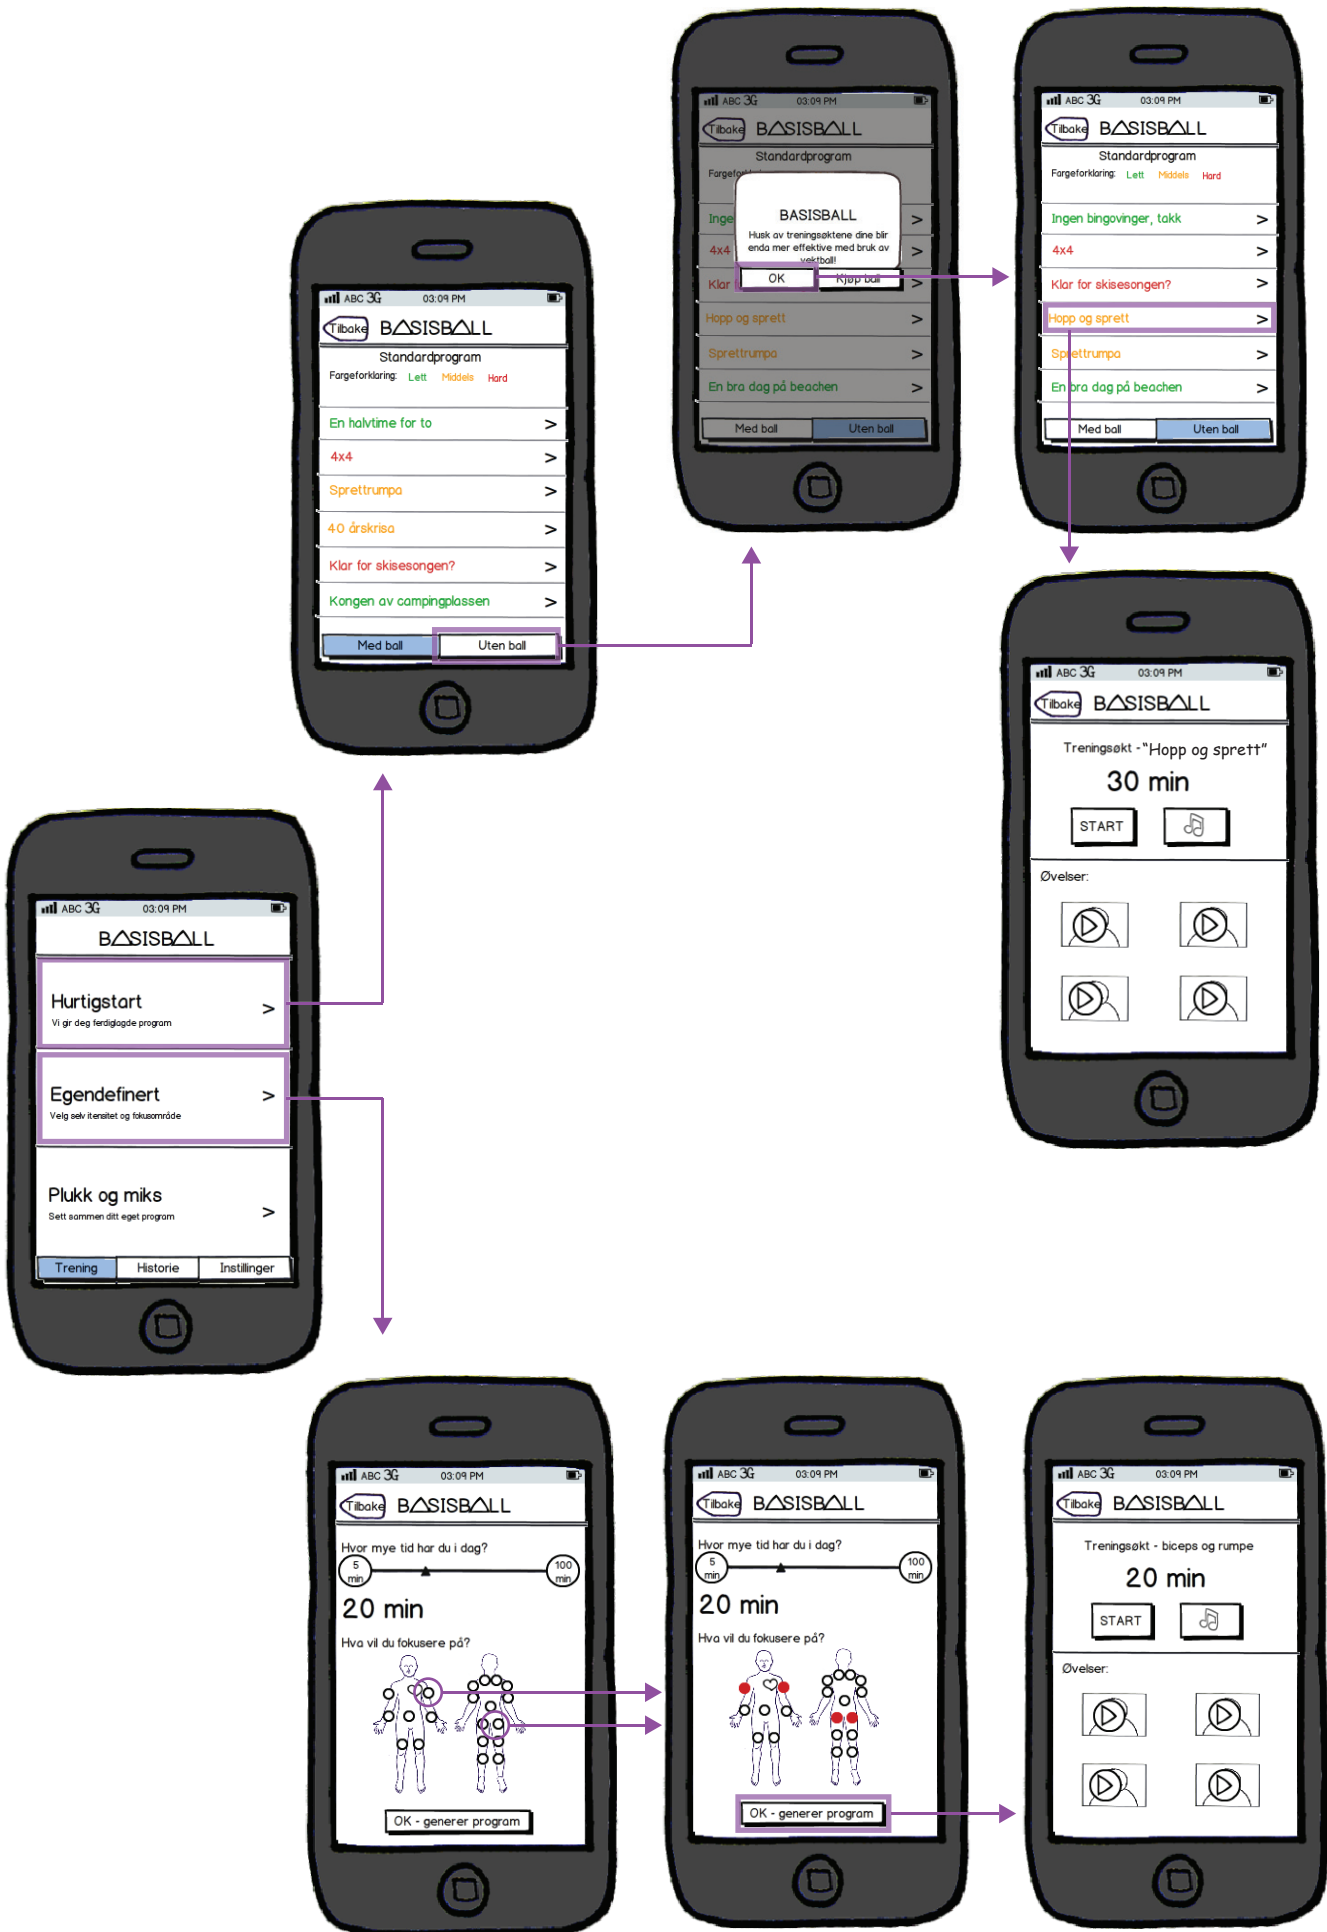 ABC 3G 03:09 PM
Tilbake BASISBALL
Standardprogram
BASISBALL
Husk av treningsøktene dine blir
enda mer effektive med bruk av
vektball!
OK Kjøp ball
Inge
4x4
Klar
Hopp og sprett
Sprettrumpa
En bra dag på beachen
Med ball Uten ball
ABC 3G 03:09 PM
Tilbake BASISBALL
Standardprogram
Fargeforklaring: Lett Middels Hard
Ingen bingovinger, takk
4x4
Klar for skisesongen?
Hopp og sprett
Sprettrumpa
En bra dag på beachen
Med ball Uten ball
ABC 3G 03:09 PM
Tilbake BASISBALL
Standardprogram
Fargeforklaring: Lett Middels Hard
En halvtime for to
4x4
Sprettrumpa
40 årskrisa
Klar for skisesongen?
Kongen av campingplassen
Med ball Uten ball
ABC 3G 03:09 PM
Tilbake BASISBALL
Treningsøkt - "Hopp og sprett"
30 min
START
Øvelser:
ABC 3G 03:09 PM
BASISBALL
Hurtigstart
Vi gir deg ferdiglagde program
Egendefinert
Velg selv itensitet og fokusområde
Plukk og miks
Sett sammen ditt eget program
Trening Historie Instillinger
ABC 3G 03:09 PM
Tilbake BASISBALL
Hvor mye tid har du i dag?
5 min 100 min
20 min
Hva vil du fokusere på?
OK - generer program
ABC 3G 03:09 PM
Tilbake BASISBALL
Hvor mye tid har du i dag?
5 min 100 min
20 min
Hva vil du fokusere på?
OK - generer program
ABC 3G 03:09 PM
Tilbake BASISBALL
Treningsøkt - biceps og rumpe
20 min
START
Øvelser: